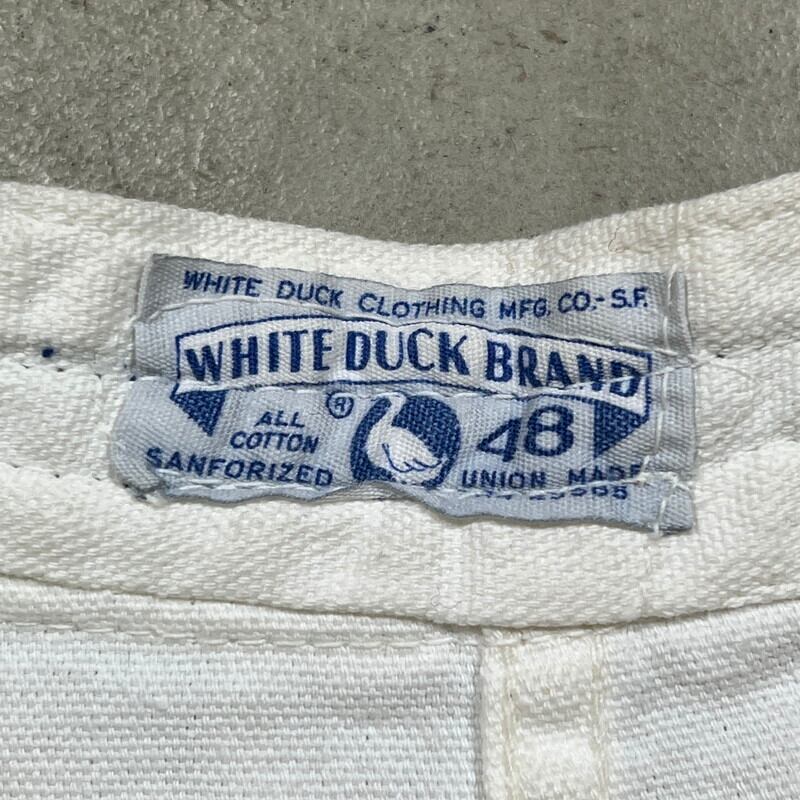 WHITE DUCK CLOTHING MFG. CO.-S.F.
WHITE DUCK BRAND
ALL COTTON
SANFORIZED
®
48
UNION MADE